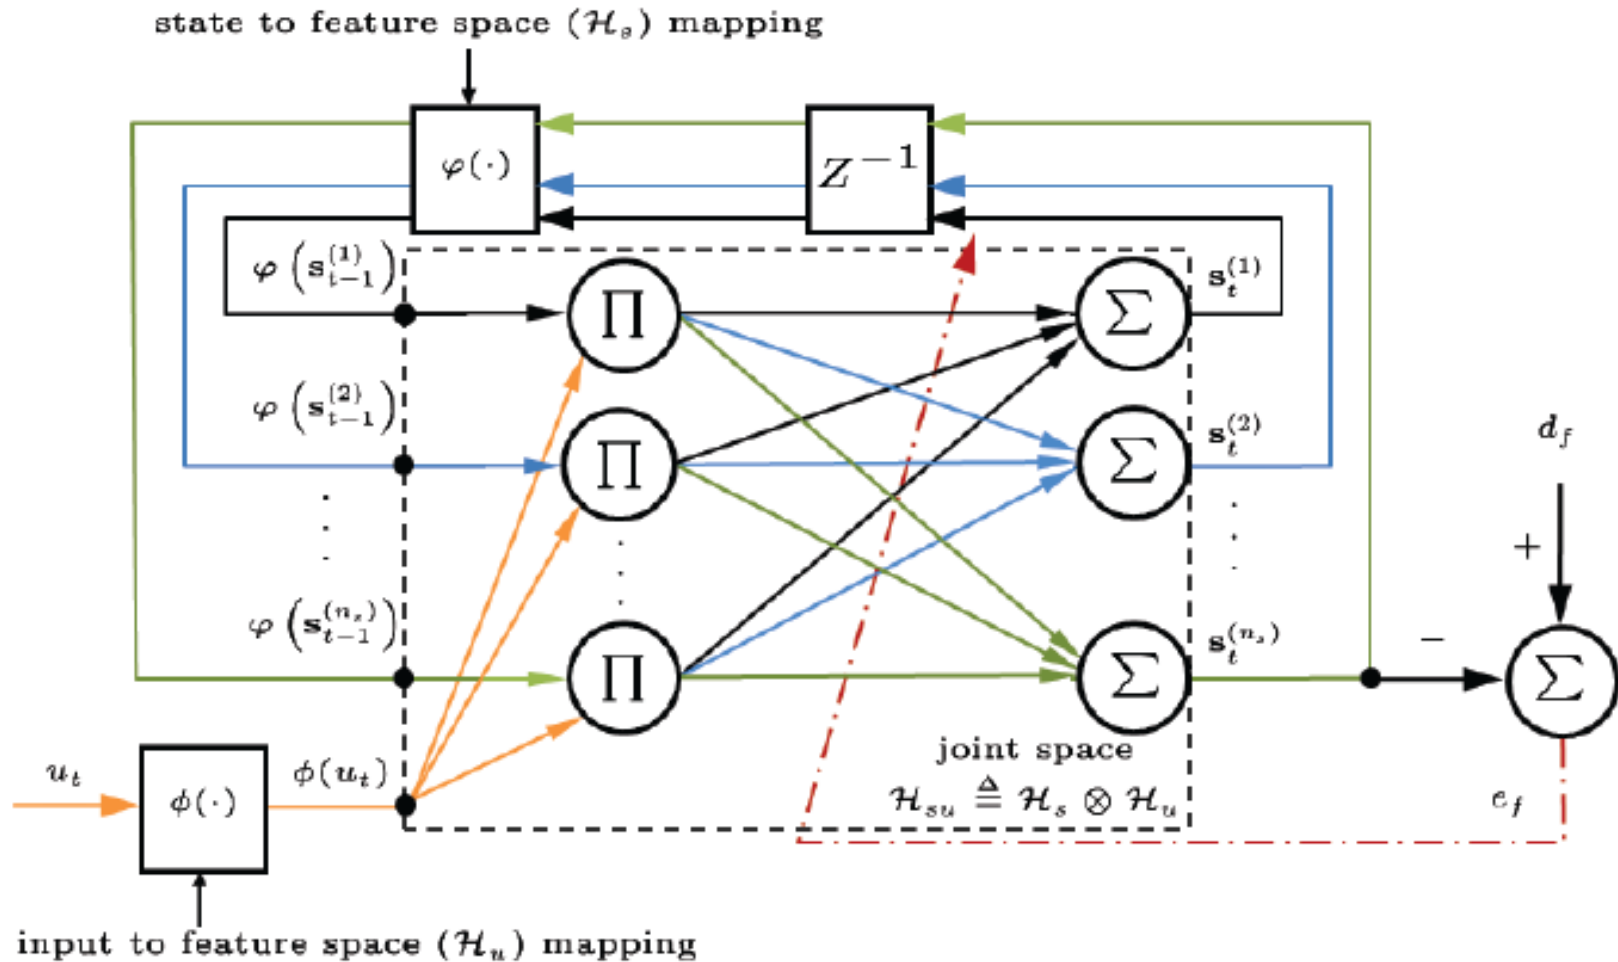 state to feature space (ℋₛ) mapping
φ(·)
Z⁻¹
φ(s⁽¹⁾ₜ₋₁)
∏
Σ
s⁽¹⁾ₜ
φ(s⁽²⁾ₜ₋₁)
∏
Σ
s⁽²⁾ₜ
d_f
+
φ(s⁽ⁿˢ⁾ₜ₋₁)
∏
Σ
s⁽ⁿˢ⁾ₜ
−
Σ
joint space
ℋₛᵤ ≜ ℋₛ ⊗ ℋᵤ
e_f
uₜ
ϕ(·)
ϕ(uₜ)
input to feature space (ℋᵤ) mapping